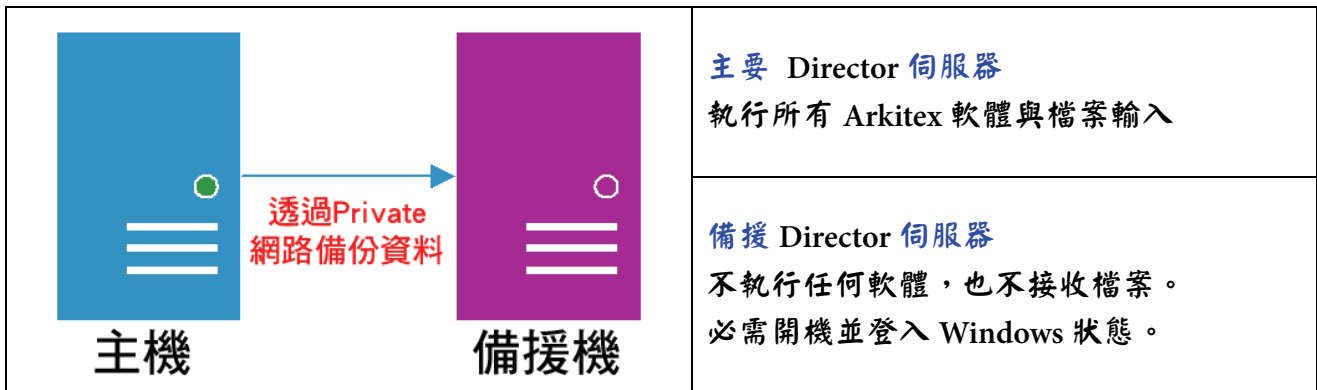 透過Private
網路備份資料
主機
備援機
主要 Director 伺服器
執行所有 Arkitex 軟體與檔案輸入
備援 Director 伺服器
不執行任何軟體，也不接收檔案。
必需開機並登入 Windows 狀態。